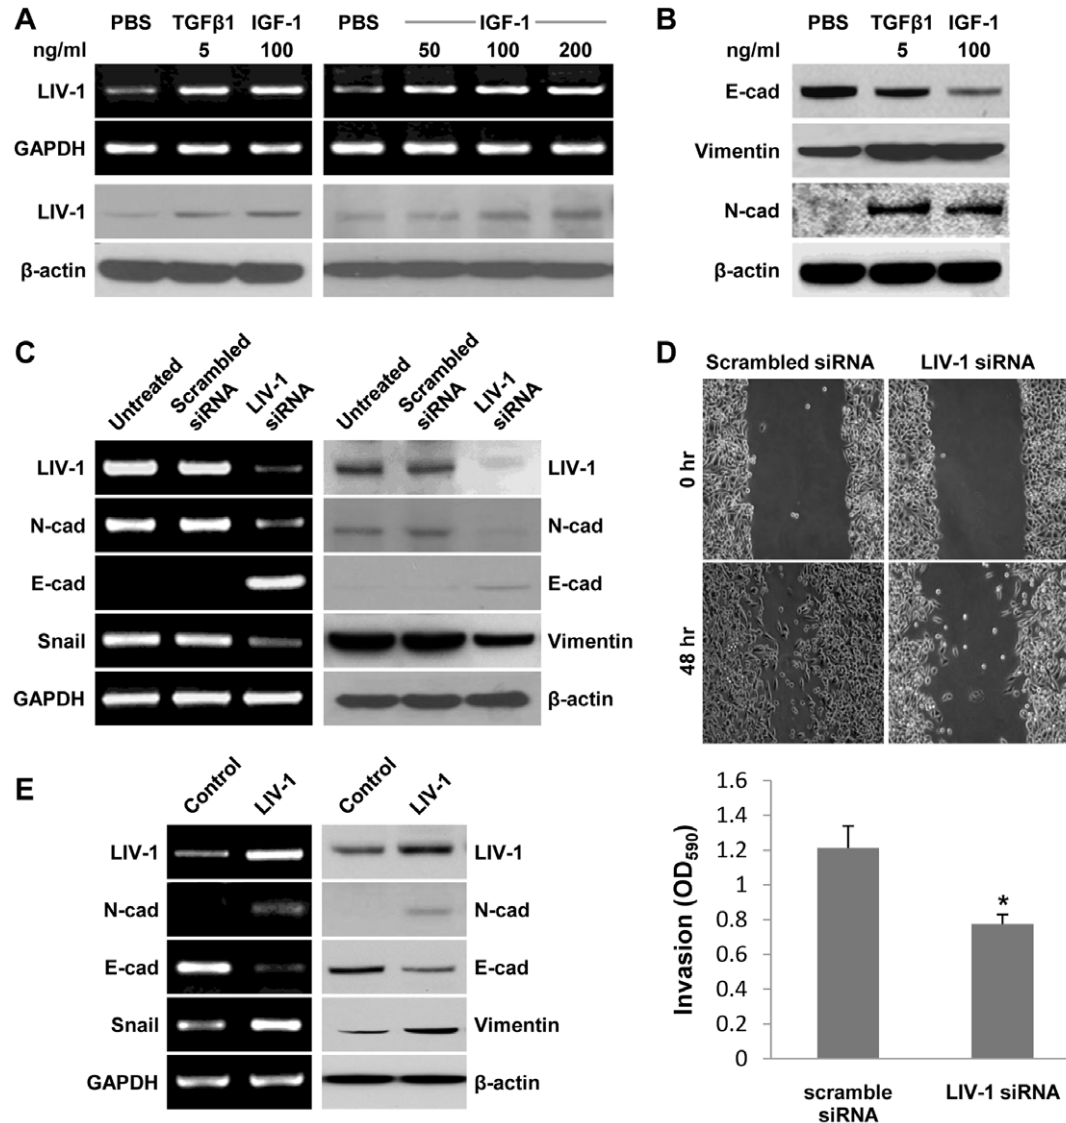 A
PBS TGFβ1 IGF-1 PBS IGF-1
ng/ml 5 100 50 100 200
LIV-1
GAPDH
LIV-1
β-actin
B
PBS TGFβ1 IGF-1
ng/ml 5 100
E-cad
Vimentin
N-cad
β-actin
C
Untreated Scrambled siRNA LIV-1 siRNA Untreated Scrambled siRNA LIV-1 siRNA
LIV-1 LIV-1
N-cad N-cad
E-cad E-cad
Snail Vimentin
GAPDH β-actin
D
Scrambled siRNA LIV-1 siRNA
0 hr
48 hr
1.6
1.4
1.2
1
0.8
0.6
0.4
0.2
0
Invasion (OD590)
*
scramble siRNA LIV-1 siRNA
E
Control LIV-1 Control LIV-1
LIV-1 LIV-1
N-cad N-cad
E-cad E-cad
Snail Vimentin
GAPDH β-actin